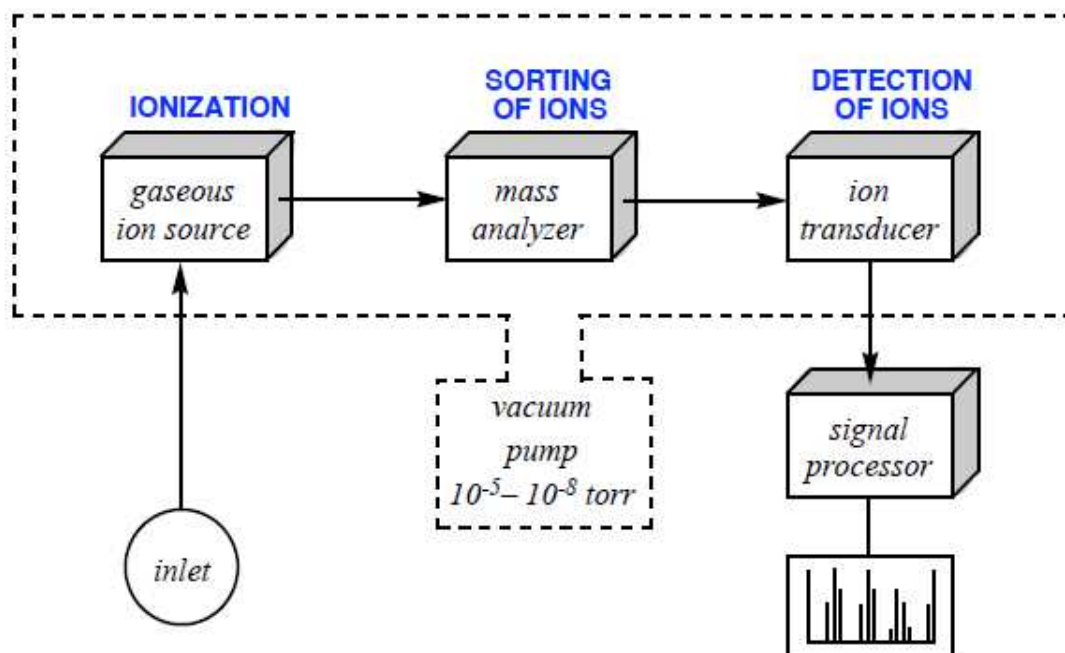 IONIZATION
SORTING
OF IONS
DETECTION
OF IONS
gaseous
ion source
mass
analyzer
ion
transducer
vacuum
pump
10⁻⁵– 10⁻⁸ torr
signal
processor
inlet